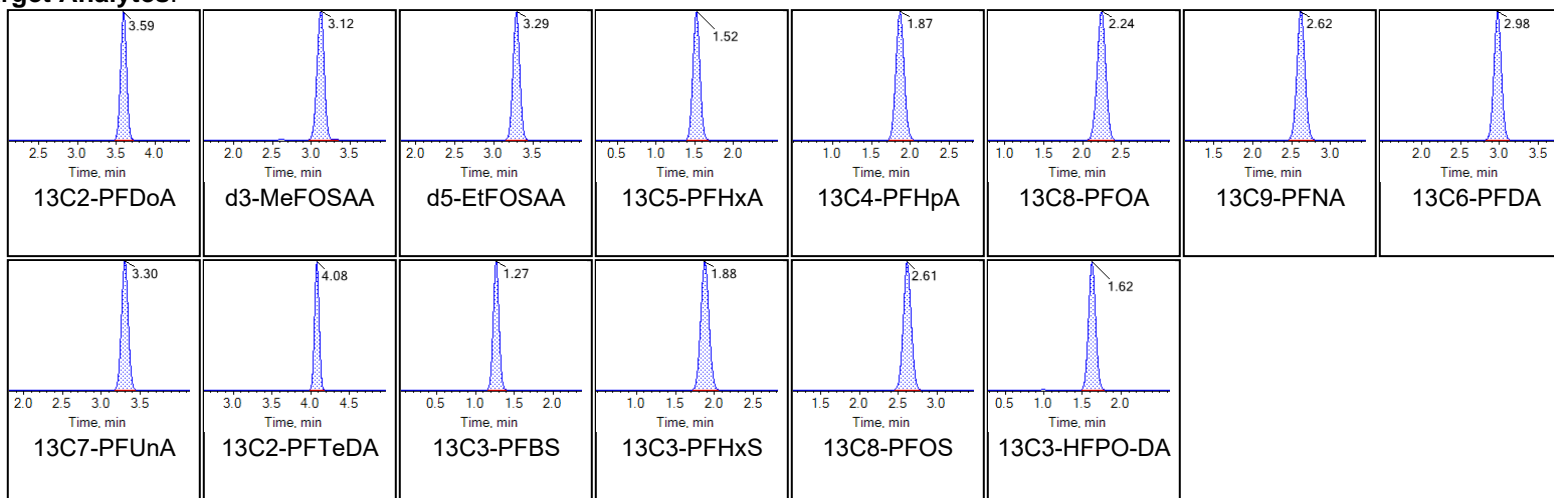 rget Analytes:
3.59 3.12 3.29 1.52 1.87 2.24 2.62 2.98
2.5 3.0 3.5 4.0 2.0 2.5 3.0 3.5 2.0 2.5 3.0 3.5 0.5 1.0 1.5 2.0 1.0 1.5 2.0 2.5 1.0 1.5 2.0 2.5 1.5 2.0 2.5 3.0 2.0 2.5 3.0 3.5
Time, min Time, min Time, min Time, min Time, min Time, min Time, min Time, min
13C2-PFDoA d3-MeFOSAA d5-EtFOSAA 13C5-PFHxA 13C4-PFHpA 13C8-PFOA 13C9-PFNA 13C6-PFDA
3.30 4.08 1.27 1.88 2.61 1.62
2.0 2.5 3.0 3.5 3.0 3.5 4.0 4.5 0.5 1.0 1.5 2.0 1.0 1.5 2.0 2.5 1.5 2.0 2.5 3.0 0.5 1.0 1.5 2.0
Time, min Time, min Time, min Time, min Time, min Time, min
13C7-PFUnA 13C2-PFTeDA 13C3-PFBS 13C3-PFHxS 13C8-PFOS 13C3-HFPO-DA